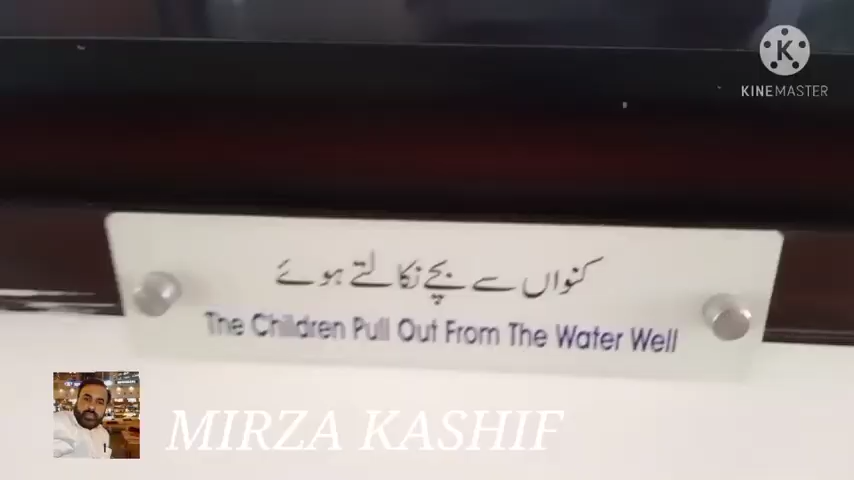 KINEMASTER
کنواں سے بچے نکالتے ہوئے
The Children Pull Out From The Water Well
MIRZA KASHIF